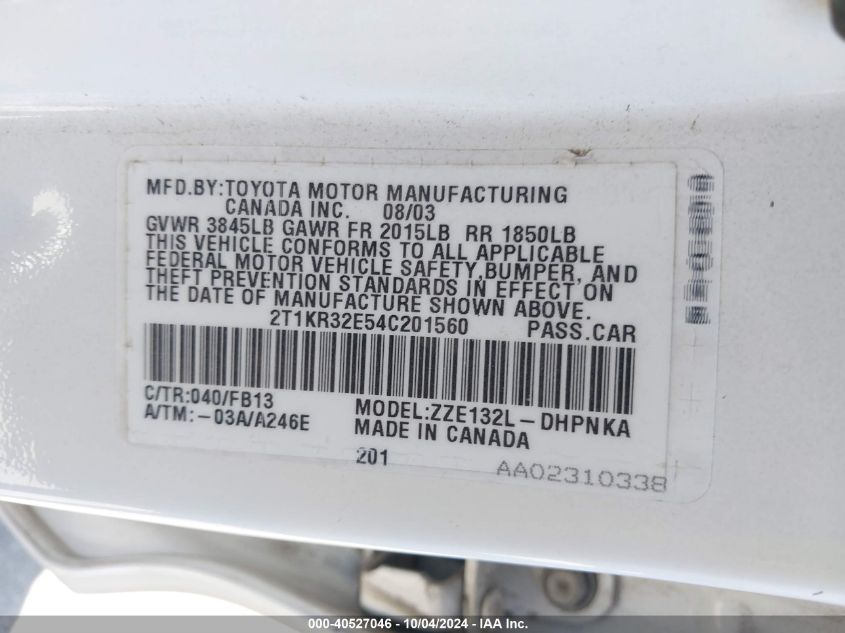 MFD.BY:TOYOTA MOTOR MANUFACTURING
CANADA INC. 08/03
GVWR 3845LB GAWR FR 2015LB RR 1850LB
THIS VEHICLE CONFORMS TO ALL APPLICABLE
FEDERAL MOTOR VEHICLE SAFETY,BUMPER, AND
THEFT PREVENTION STANDARDS IN EFFECT ON
THE DATE OF MANUFACTURE SHOWN ABOVE.
2T1KR32E54C201560 PASS.CAR
C/TR:040/FB13 MODEL:ZZE132L-DHPNKA
A/TM:-03A/A246E MADE IN CANADA
201
AA02310338
000-40527046 - 10/04/2024 - IAA Inc.